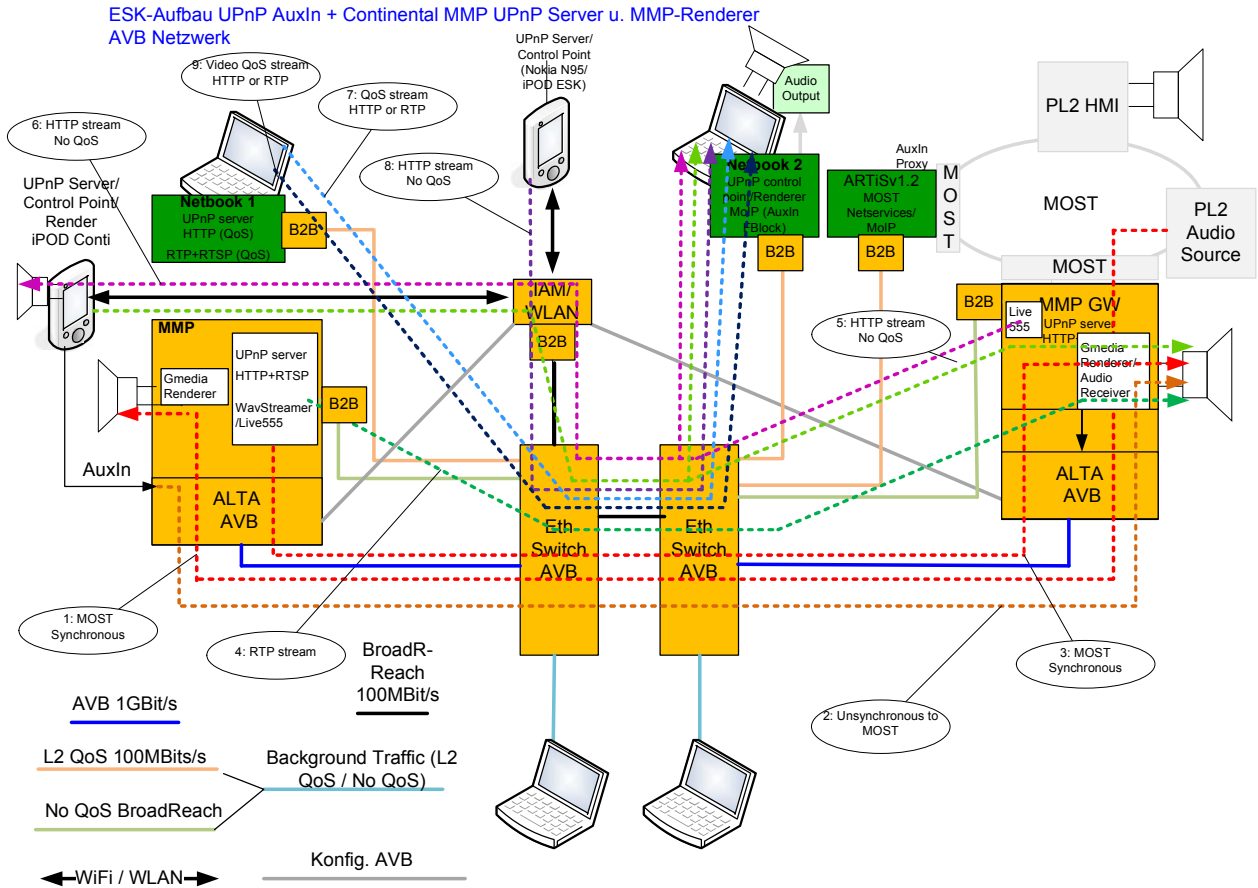 ESK-Aufbau UPnP AuxIn + Continental MMP UPnP Server u. MMP-Renderer
AVB Netzwerk
9: Video QoS stream
HTTP or RTP
7: QoS stream
HTTP or RTP
6: HTTP stream
No QoS
8: HTTP stream
No QoS
UPnP Server/
Control Point
(Nokia N95/
iPOD ESK)
Audio
Output
PL2 HMI
UPnP Server/
Control Point/
Render
iPOD Conti
Netbook 1
UPnP server
HTTP (QoS)
RTP+RTSP (QoS)
B2B
Netbook 2
UPnP control
point/Renderer
MoIP (AuxIn
FBlock)
B2B
AuxIn
Proxy
ARTiSv1.2
MOST
Netservices/
MoIP
B2B
MOST
MOST
MOST
PL2
Audio
Source
IAM/
WLAN
B2B
MMP
Gmedia
Renderer
UPnP server
HTTP+RTSP
WavStreamer
/Live555
B2B
AuxIn
ALTA
AVB
5: HTTP stream
No QoS
B2B
MMP GW
Live
555
UPnP server
HTTP+
Gmedia
Renderer/
Audio
Receiver
ALTA
AVB
Eth
Switch
AVB
Eth
Switch
AVB
1: MOST
Synchronous
4: RTP stream
3: MOST
Synchronous
2: Unsynchronous to
MOST
BroadR-
Reach
100MBit/s
AVB 1GBit/s
L2 QoS 100MBits/s
Background Traffic (L2
QoS / No QoS)
No QoS BroadReach
WiFi / WLAN
Konfig. AVB